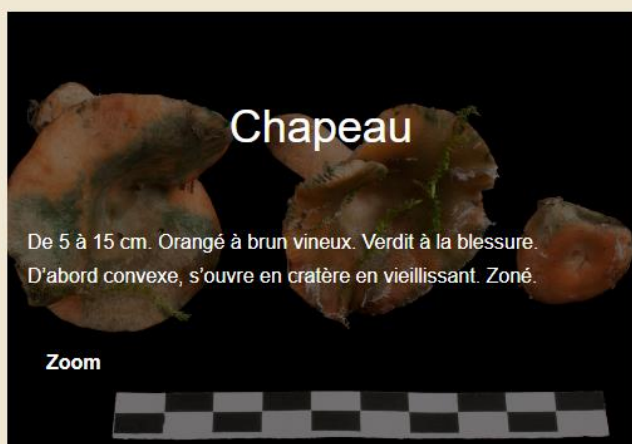 Chapeau
De 5 à 15 cm. Orangé à brun vineux. Verdit à la blessure.
D'abord convexe, s'ouvre en cratère en vieillissant. Zoné.
Zoom